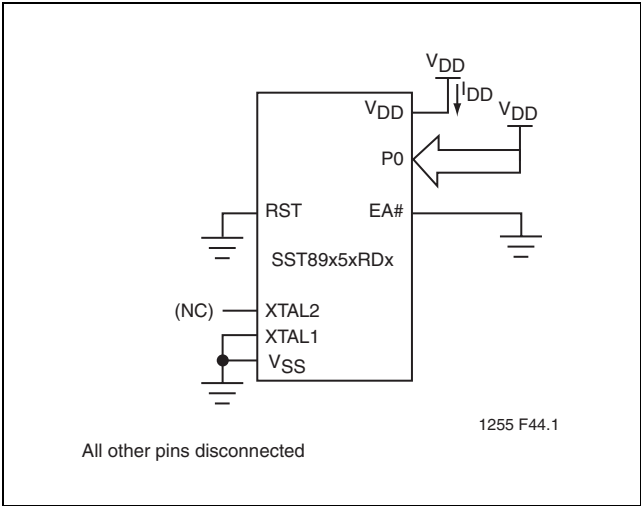 VDD
IDD
VDD
VDD
P0
RST
EA#
SST89x5xRDx
(NC)
XTAL2
XTAL1
VSS
1255 F44.1
All other pins disconnected